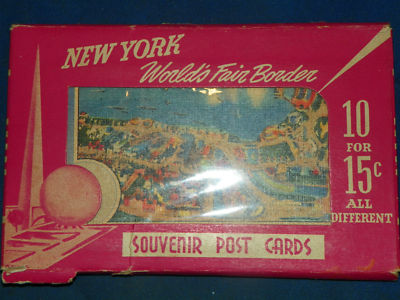 NEW YORK
World's Fair Border
10
FOR
15c
ALL
DIFFERENT
SOUVENIR POST CARDS